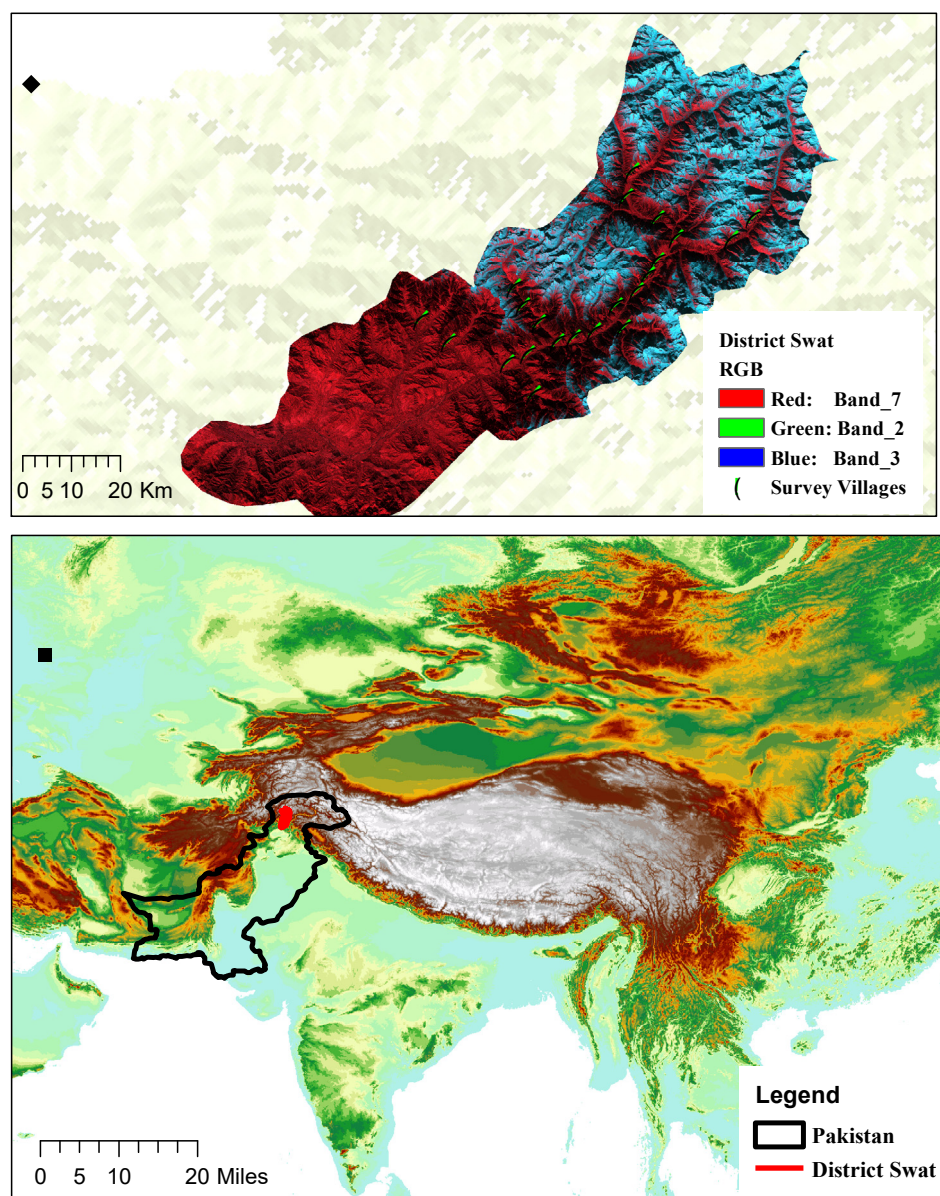 District Swat
RGB
Red: Band_7
Green: Band_2
Blue: Band_3
Survey Villages
0 5 10 20 Km
Legend
Pakistan
District Swat
0 5 10 20 Miles